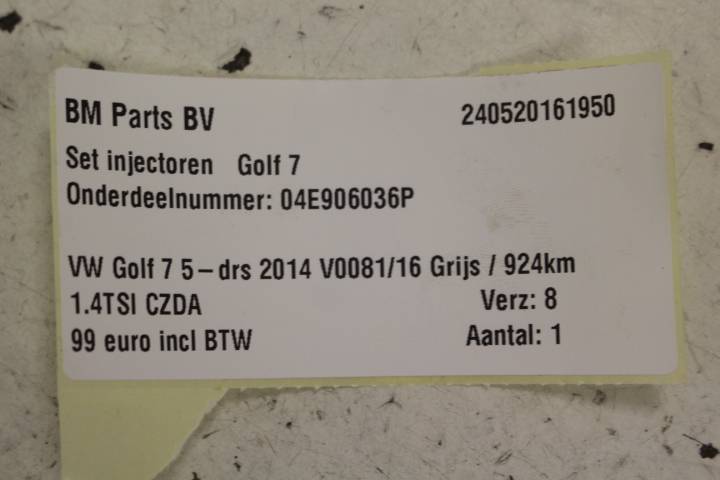 BM Parts BV 240520161950
Set injectoren Golf 7
Onderdeelnummer: 04E906036P
VW Golf 7 5-drs 2014 V0081/16 Grijs / 924km
1.4TSI CZDA Verz: 8
99 euro incl BTW Aantal: 1